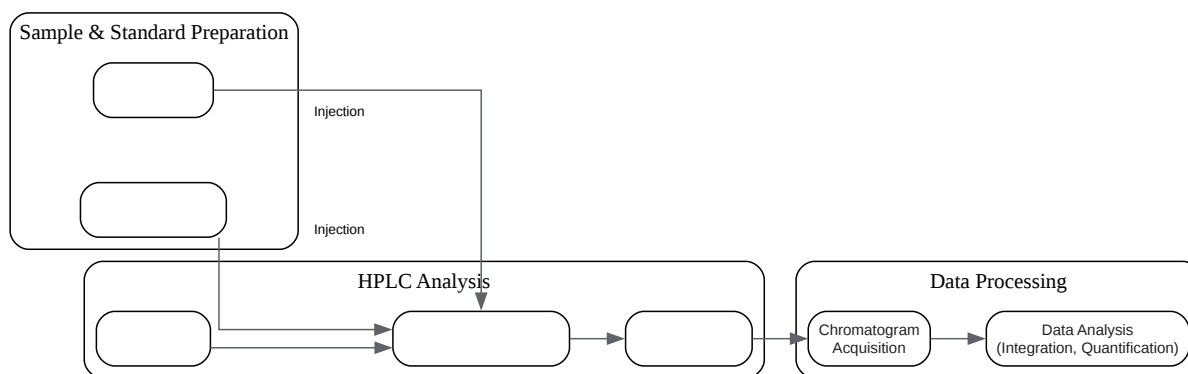 Sample & Standard Preparation
Injection
Injection
HPLC Analysis
Data Processing
Chromatogram
Acquisition
Data Analysis
(Integration, Quantification)